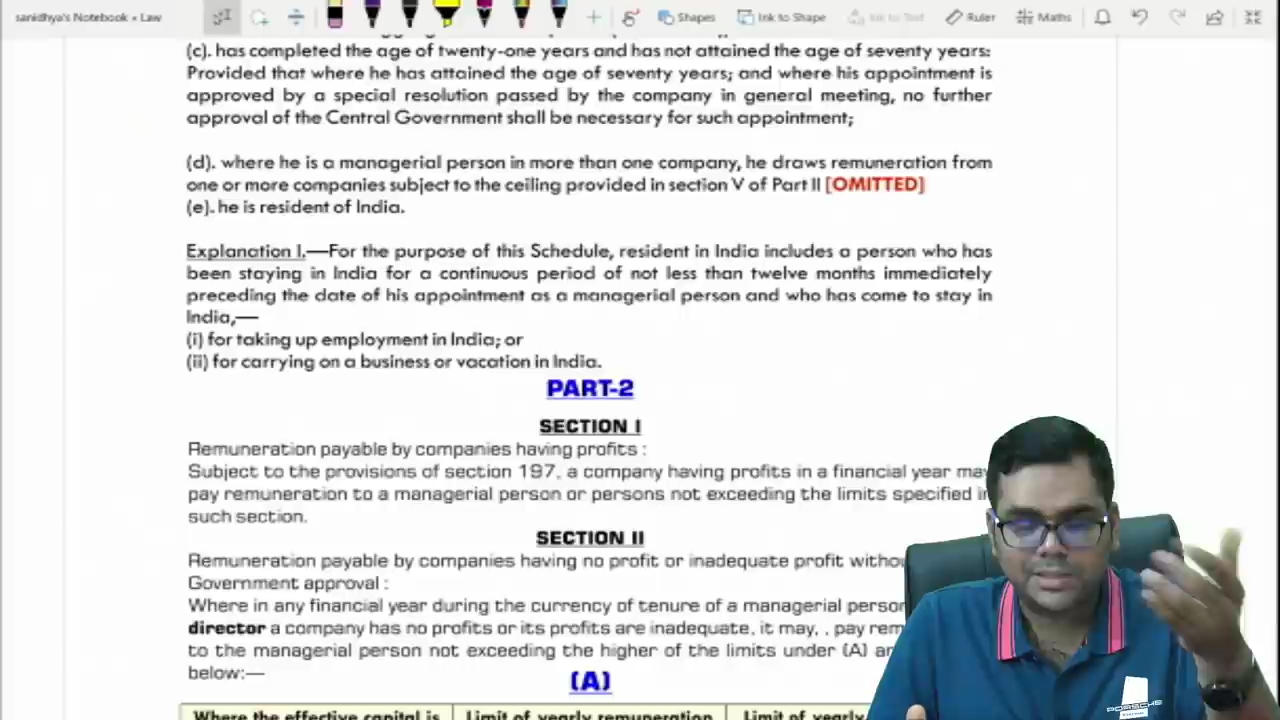 sanidhya's Notebook • Law
Shapes
Ink to Shape
Ink to Text
Ruler
Maths
(c). has completed the age of twenty-one years and has not attained the age of seventy years:
Provided that where he has attained the age of seventy years; and where his appointment is
approved by a special resolution passed by the company in general meeting, no further
approval of the Central Government shall be necessary for such appointment;
(d). where he is a managerial person in more than one company, he draws remuneration from
one or more companies subject to the ceiling provided in section V of Part II [OMITTED]
(e). he is resident of India.
Explanation I.—For the purpose of this Schedule, resident in India includes a person who has
been staying in India for a continuous period of not less than twelve months immediately
preceding the date of his appointment as a managerial person and who has come to stay in
India,—
(i) for taking up employment in India; or
(ii) for carrying on a business or vacation in India.
PART-2
SECTION I
Remuneration payable by companies having profits :
Subject to the provisions of section 197, a company having profits in a financial year may
pay remuneration to a managerial person or persons not exceeding the limits specified in
such section.
SECTION II
Remuneration payable by companies having no profit or inadequate profit
Government approval :
Where in any financial year during the currency of tenure of a managerial person
director a company has no profits or its profits are inadequate, it may, , pay
to the managerial person not exceeding the higher of the limits under (A)
below:—
(A)
Where the effective capital is
Limit of yearly remuneration
Limit of yearly
PORSCHE